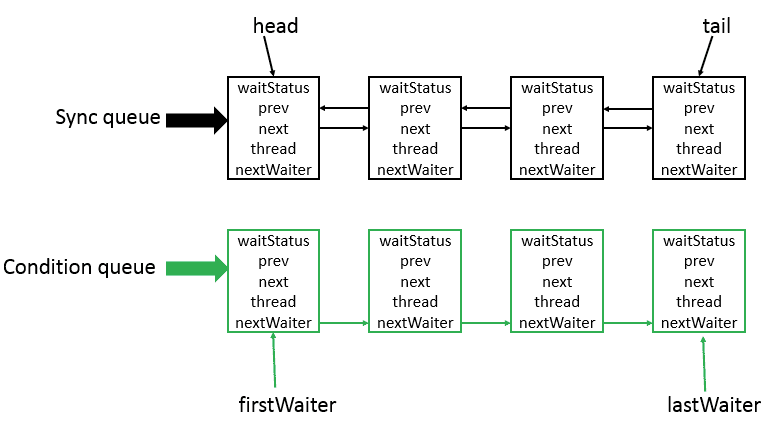 head
tail
Sync queue
waitStatus
prev
next
thread
nextWaiter
waitStatus
prev
next
thread
nextWaiter
waitStatus
prev
next
thread
nextWaiter
waitStatus
prev
next
thread
nextWaiter
Condition queue
waitStatus
prev
next
thread
nextWaiter
waitStatus
prev
next
thread
nextWaiter
waitStatus
prev
next
thread
nextWaiter
waitStatus
prev
next
thread
nextWaiter
firstWaiter
lastWaiter